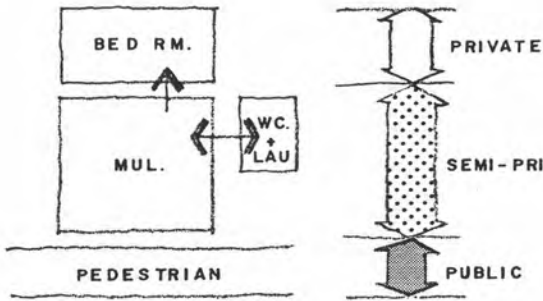 BED RM.
PRIVATE
WC.
+
LAU
MUL.
SEMI-PRI
PEDESTRIAN
PUBLIC